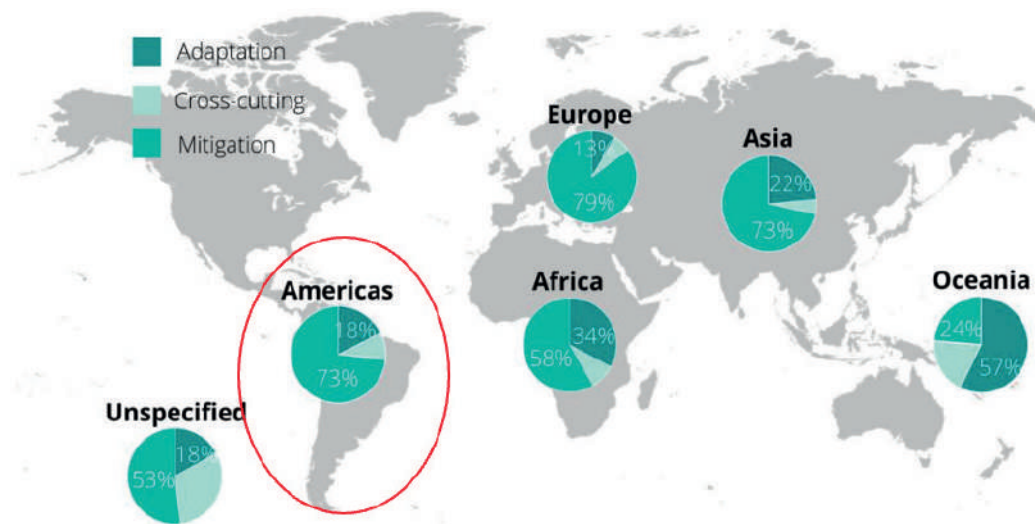 Adaptation
Cross-cutting
Mitigation
Europe
13%
79%
Asia
22%
73%
Americas
18%
73%
Africa
34%
58%
Oceania
24%
57%
Unspecified
18%
53%